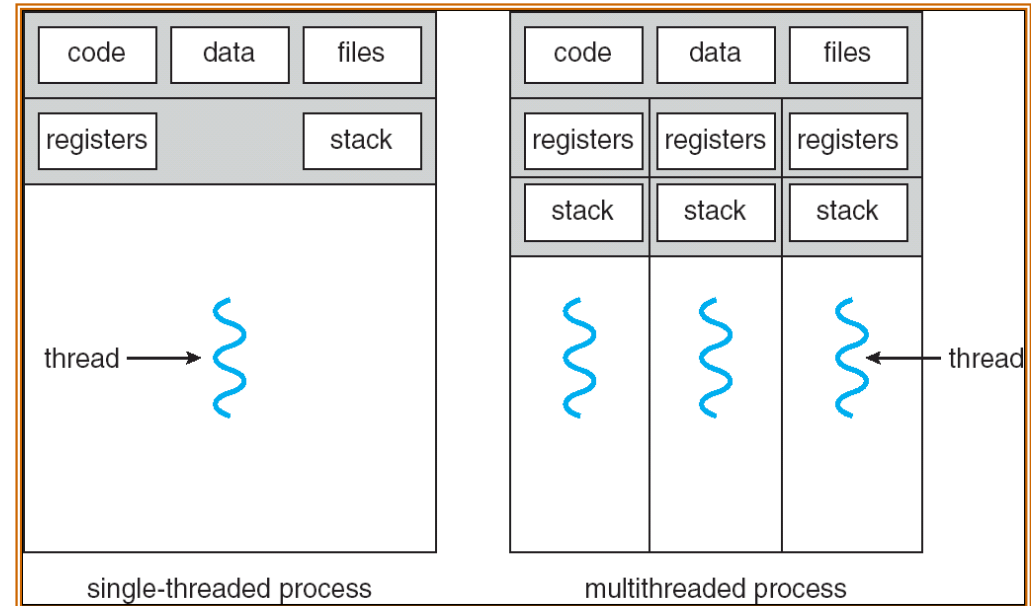 code data files
registers stack
thread
single-threaded process
code data files
registers registers registers
stack stack stack
thread
multithreaded process